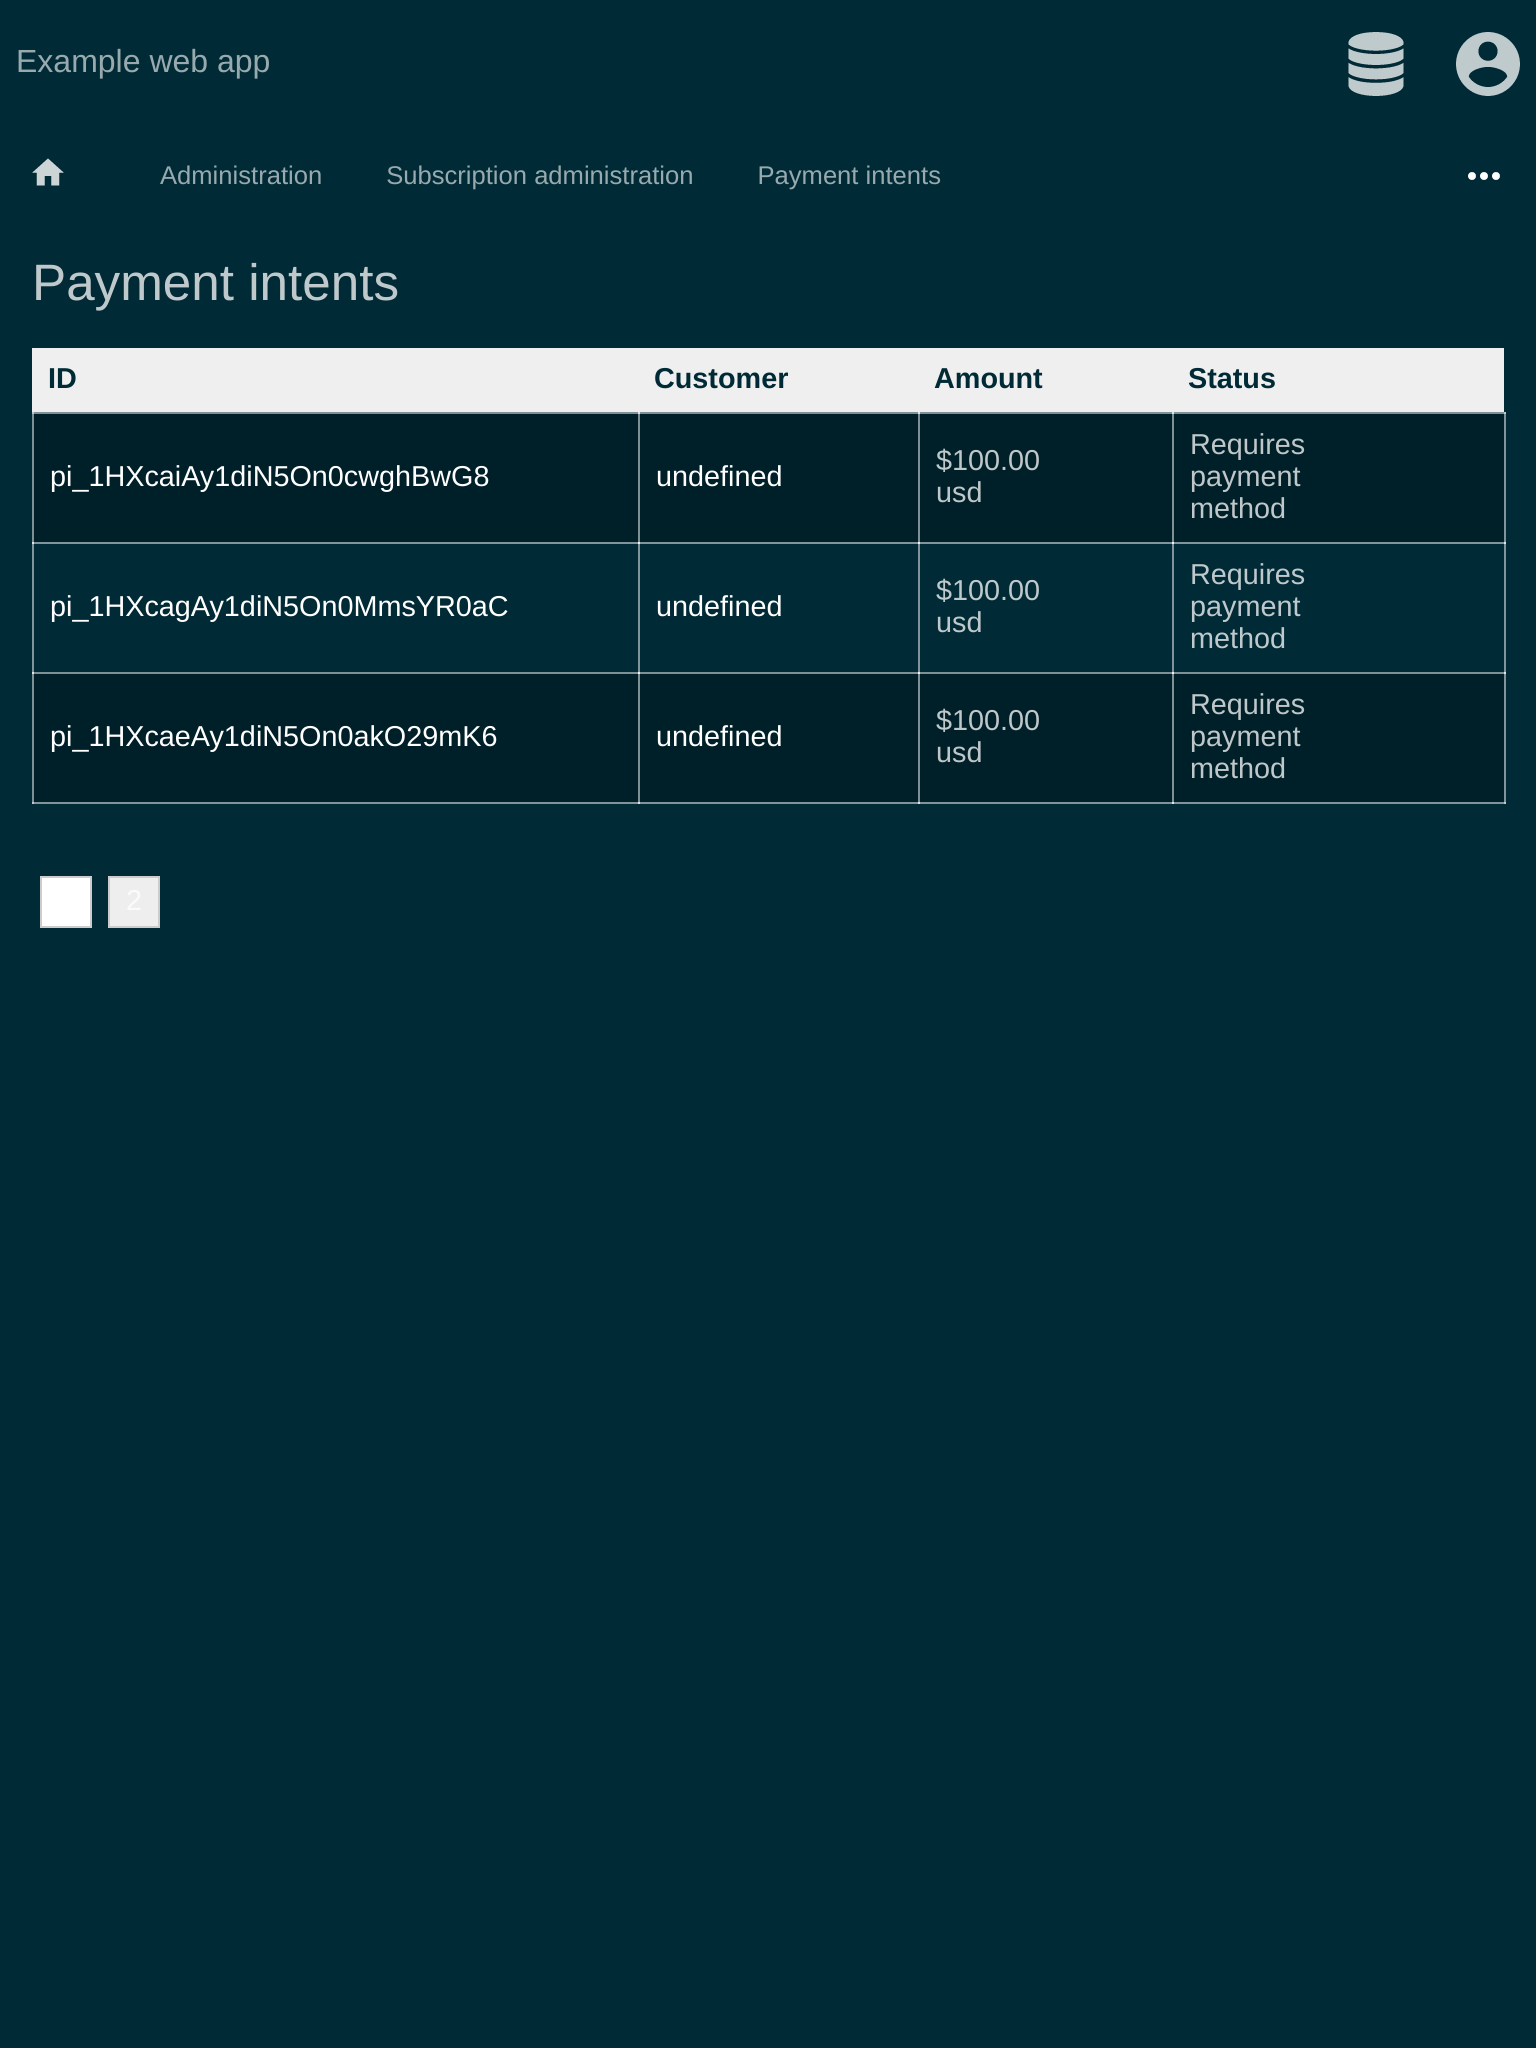 Example web app
Administration Subscription administration Payment intents
Payment intents
ID Customer Amount Status
pi_1HXcaiAy1diN5On0cwghBwG8 undefined $100.00 usd Requires payment method
pi_1HXcagAy1diN5On0MmsYR0aC undefined $100.00 usd Requires payment method
pi_1HXcaeAy1diN5On0akO29mK6 undefined $100.00 usd Requires payment method
2